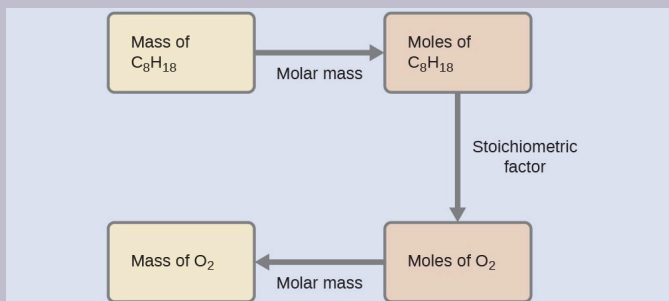 Mass of
C₈H₁₈
Molar mass
Moles of
C₈H₁₈
Stoichiometric
factor
Mass of O₂
Molar mass
Moles of O₂